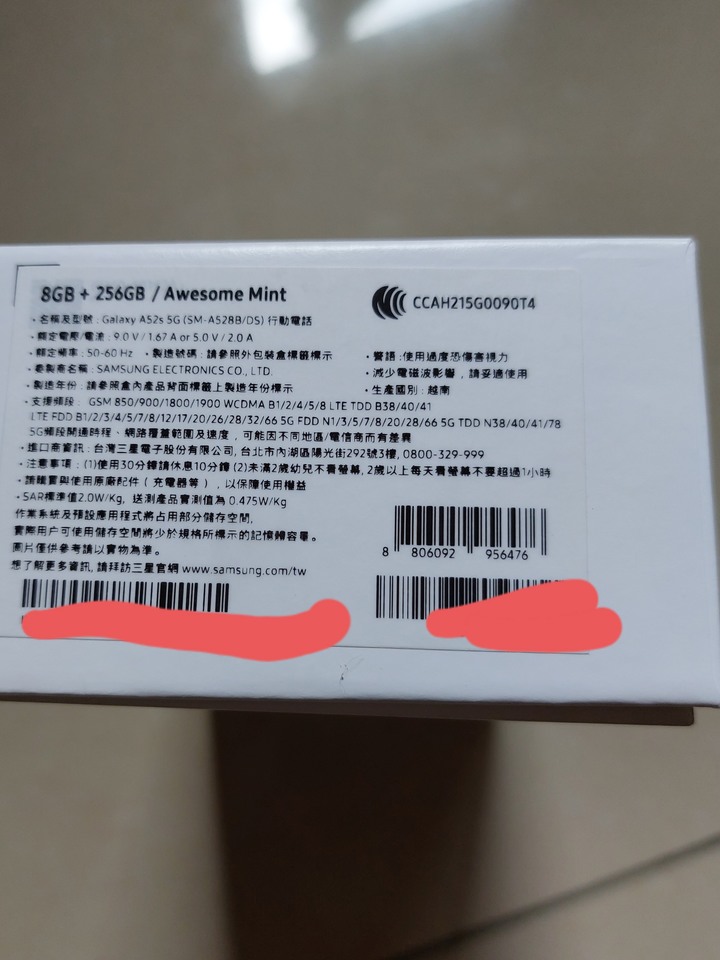 8GB + 256GB / Awesome Mint
CCAH215G0090T4
・名稱及型號 : Galaxy A52s 5G (SM-A528B/DS) 行動電話
・額定電壓/電流 : 9.0 V / 1.67 A or 5.0 V / 2.0 A
・額定頻率 : 50-60 Hz ・製造號碼 : 請參照外包裝盒標籤標示
・委製商名稱 : SAMSUNG ELECTRONICS CO., LTD.
・製造年份 : 請參照盒內產品背面標籤上製造年份標示
・警語 :使用過度恐傷害視力
・減少電磁波影響，請妥適使用
・生產國別 : 越南
・支援頻段 : GSM 850/900/1800/1900 WCDMA B1/2/4/5/8 LTE TDD B38/40/41
LTE FDD B1/2/3/4/5/7/8/12/17/20/26/28/32/66 5G FDD N1/3/5/7/8/20/28/66 5G TDD N38/40/41/78
5G頻段開通時程、網路覆蓋範圍及速度，可能因不同地區/電信商而有差異
・進口商資訊 : 台灣三星電子股份有限公司, 台北市內湖區陽光街292號3樓, 0800-329-999
・注意事項 : (1)使用30分鐘請休息10分鐘 (2)未滿2歲幼兒不看螢幕, 2歲以上每天看螢幕不要超過1小時
・請購買與使用原廠配件（充電器等），以保障使用權益
・SAR標準值2.0W/Kg, 送測產品實測值為 0.475W/Kg
作業系統及預設應用程式將占用部分儲存空間,
實際用戶可使用儲存空間將少於規格所標示的記憶體容量。
圖片僅供參考請以實物為準。
想了解更多資訊, 請拜訪三星官網 www.samsung.com/tw
8 806092 956476